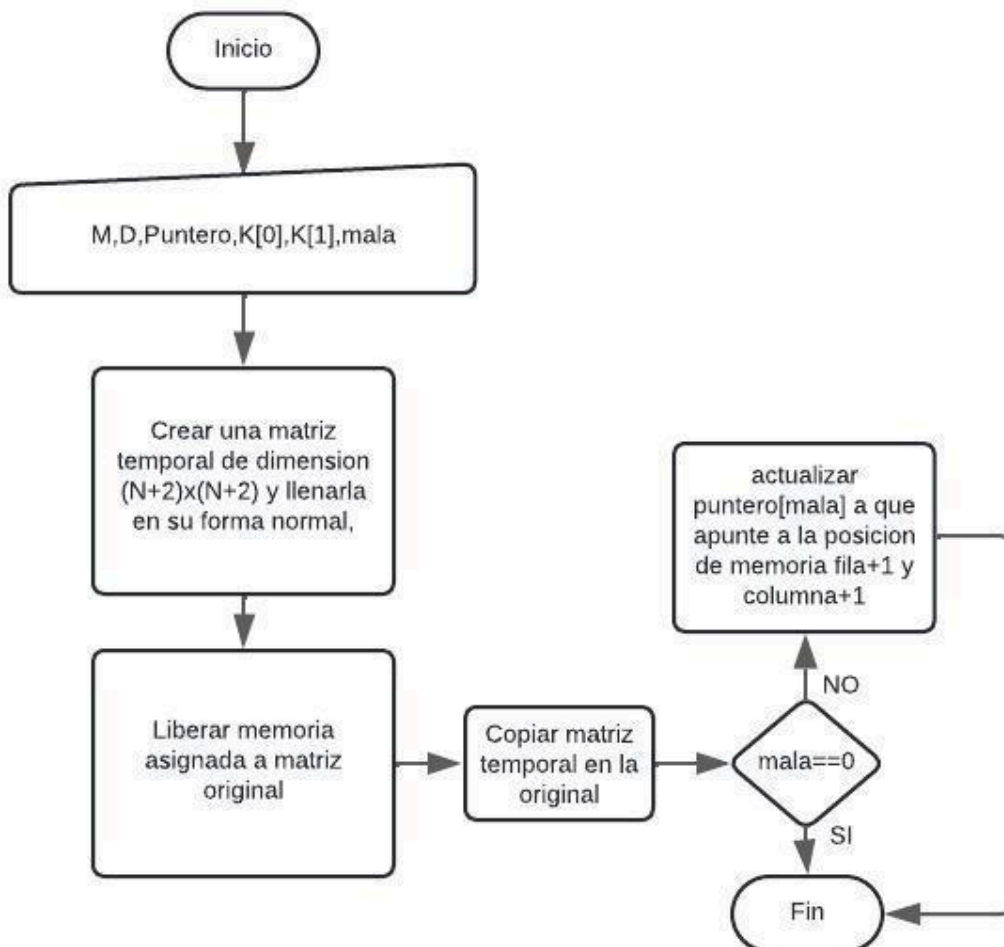 Inicio
M,D,Puntero,K[0],K[1],mala
Crear una matriz
temporal de dimension
(N+2)x(N+2) y llenarla
en su forma normal,
Liberar memoria
asignada a matriz
original
Copiar matriz
temporal en la
original
mala==0
NO
actualizar
puntero[mala] a que
apunte a la posicion
de memoria fila+1 y
columna+1
SI
Fin